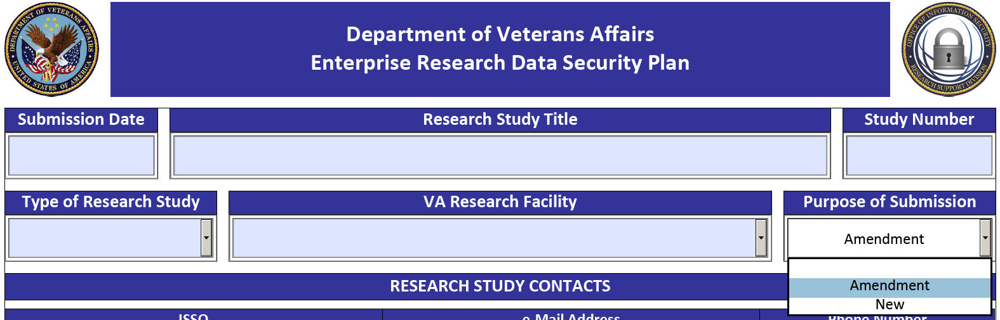 DEPARTMENT OF VETERANS AFFAIRS
UNITED STATES OF AMERICA
Department of Veterans Affairs
Enterprise Research Data Security Plan
OFFICE OF INFORMATION SECURITY
RESEARCH SUPPORT DIVISION
Submission Date
Research Study Title
Study Number
Type of Research Study
VA Research Facility
Purpose of Submission
Amendment
Amendment
New
RESEARCH STUDY CONTACTS
ISSO
e-Mail Address
Phone Number